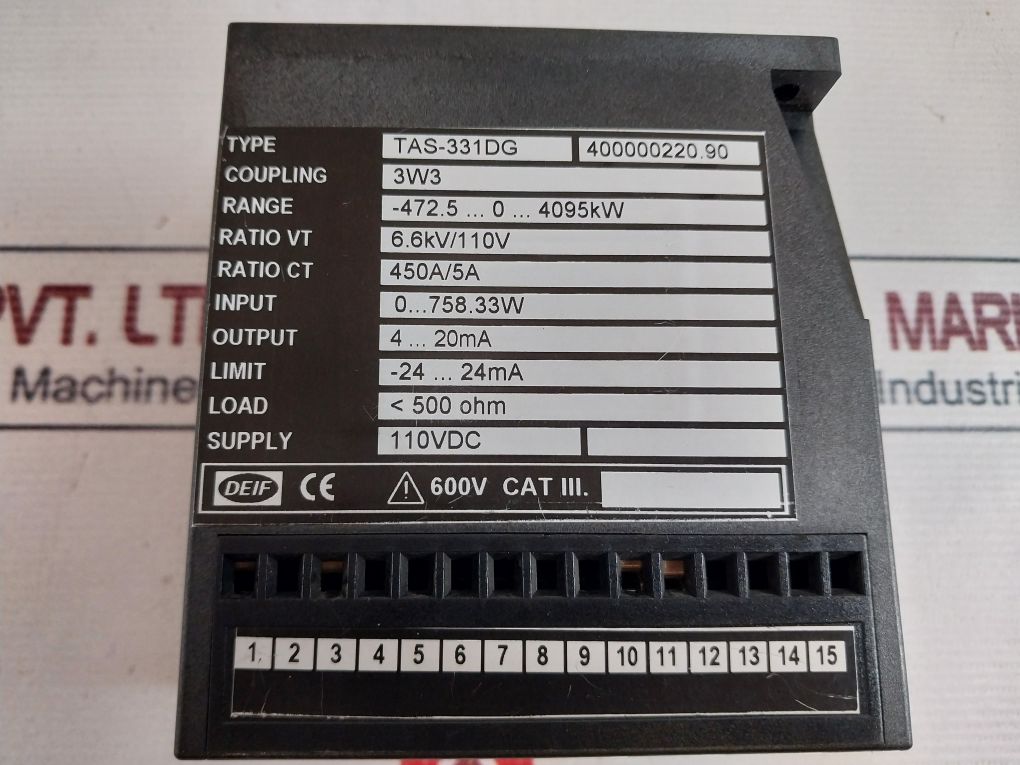 TYPE TAS-331DG 400000220.90
COUPLING 3W3
RANGE -472.5 ... 0 ... 4095kW
RATIO VT 6.6kV/110V
RATIO CT 450A/5A
INPUT 0...758.33W
OUTPUT 4 ... 20mA
LIMIT -24 ... 24mA
LOAD < 500 ohm
SUPPLY 110VDC
DEIF CE 600V CAT III.
1 2 3 4 5 6 7 8 9 10 11 12 13 14 15
PVT.
Machine